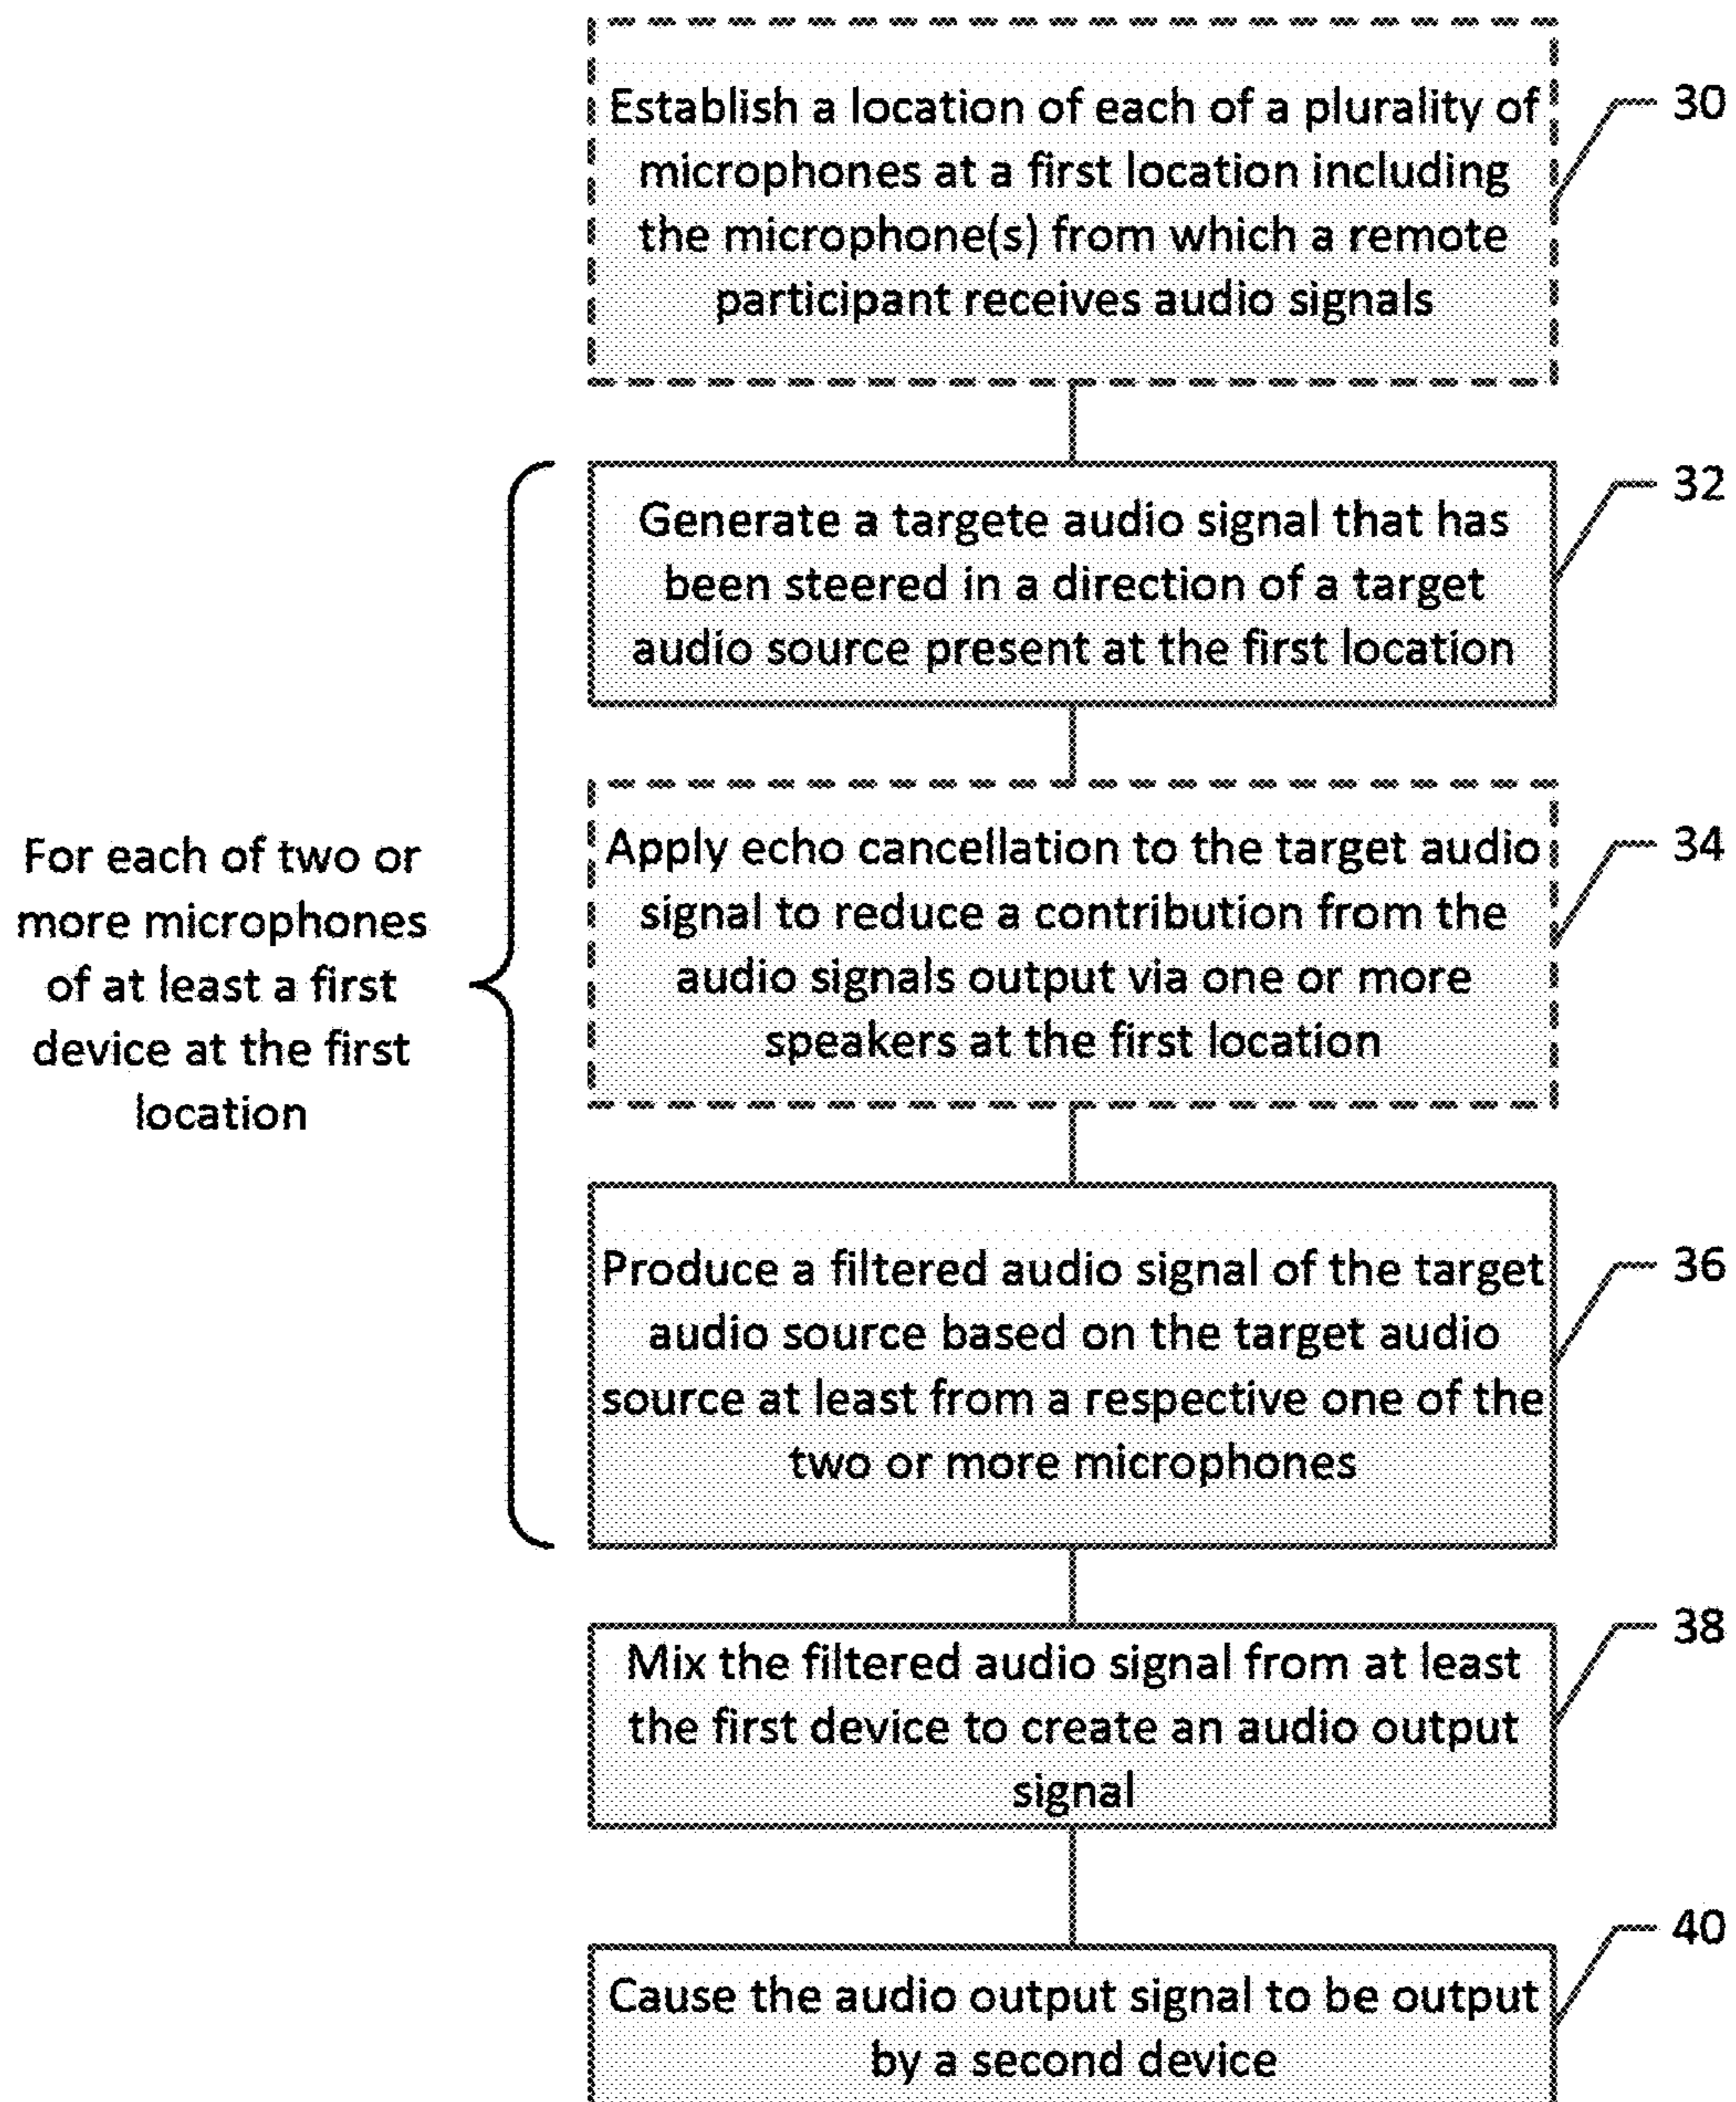 Establish a location of each of a plurality of
microphones at a first location including
the microphone(s) from which a remote
participant receives audio signals
30
Generate a targete audio signal that has
been steered in a direction of a target
audio source present at the first location
32
For each of two or
more microphones
of at least a first
device at the first
location
Apply echo cancellation to the target audio
signal to reduce a contribution from the
audio signals output via one or more
speakers at the first location
34
Produce a filtered audio signal of the target
audio source based on the target audio
source at least from a respective one of the
two or more microphones
36
Mix the filtered audio signal from at least
the first device to create an audio output
signal
38
Cause the audio output signal to be output
by a second device
40